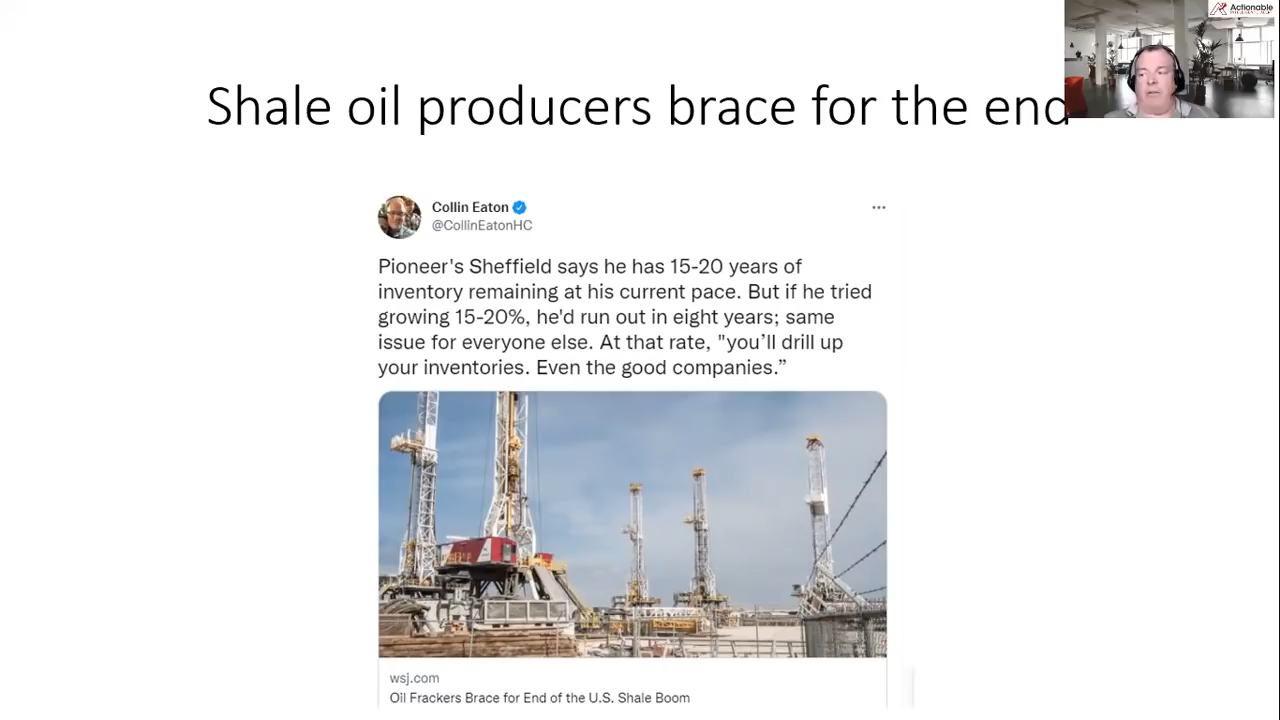 Actionable
Shale oil producers brace for the end
Collin Eaton
@CollinEatonHC
Pioneer's Sheffield says he has 15-20 years of
inventory remaining at his current pace. But if he tried
growing 15-20%, he'd run out in eight years; same
issue for everyone else. At that rate, "you’ll drill up
your inventories. Even the good companies.”
wsj.com
Oil Frackers Brace for End of the U.S. Shale Boom